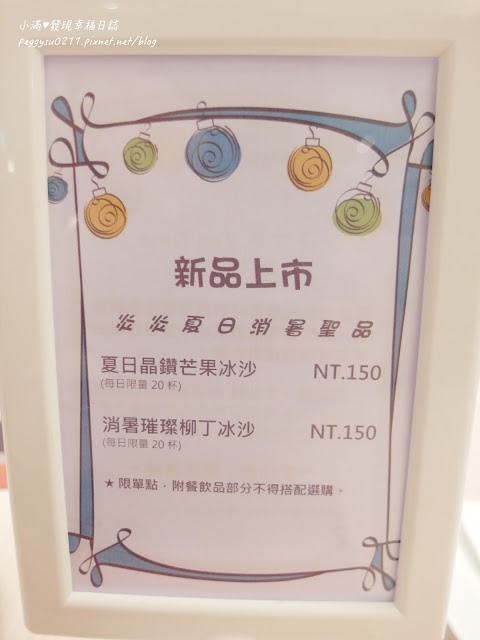 小滿♥發現幸福日誌
peggysu0211.pixnet.net/blog
新品上市
炎炎夏日消暑聖品
夏日晶鑽芒果冰沙 NT.150
(每日限量 20 杯)
消暑璀璨柳丁冰沙 NT.150
(每日限量 20 杯)
★ 限單點，附餐飲品部分不得搭配選購。